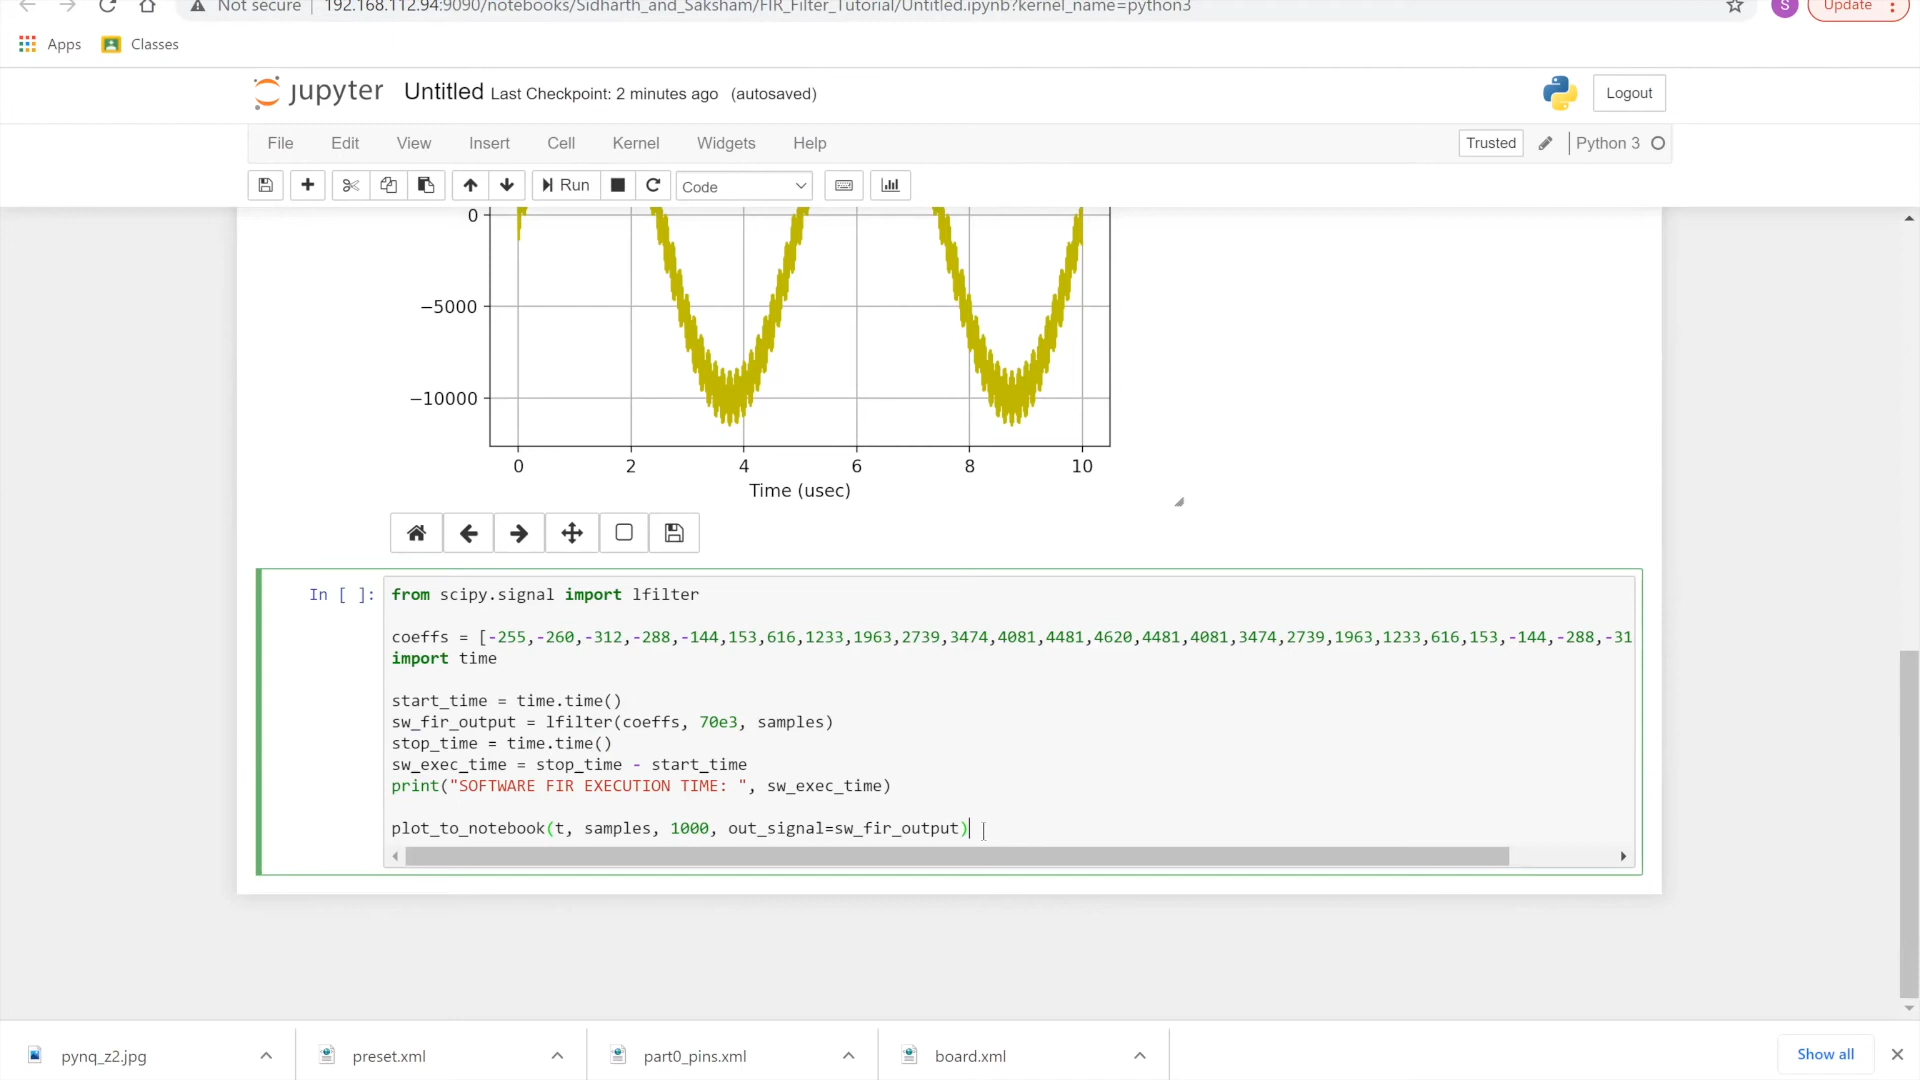 Not secure | 192.168.112.94:9090/notebooks/Sidharth_and_Saksham/FIR_Filter_Tutorial/Untitled.ipynb?kernel_name=python3
S
Update
Apps
Classes
jupyter Untitled Last Checkpoint: 2 minutes ago (autosaved)
Logout
File Edit View Insert Cell Kernel Widgets Help
Trusted
Python 3
Run
Code
0
−5000
−10000
0 2 4 6 8 10
Time (usec)
In [ ]:
from scipy.signal import lfilter
coeffs = [-255,-260,-312,-288,-144,153,616,1233,1963,2739,3474,4081,4481,4620,4481,4081,3474,2739,1963,1233,616,153,-144,-288,-31
import time
start_time = time.time()
sw_fir_output = lfilter(coeffs, 70e3, samples)
stop_time = time.time()
sw_exec_time = stop_time - start_time
print("SOFTWARE FIR EXECUTION TIME: ", sw_exec_time)
plot_to_notebook(t, samples, 1000, out_signal=sw_fir_output)
pynq_z2.jpg
preset.xml
part0_pins.xml
board.xml
Show all